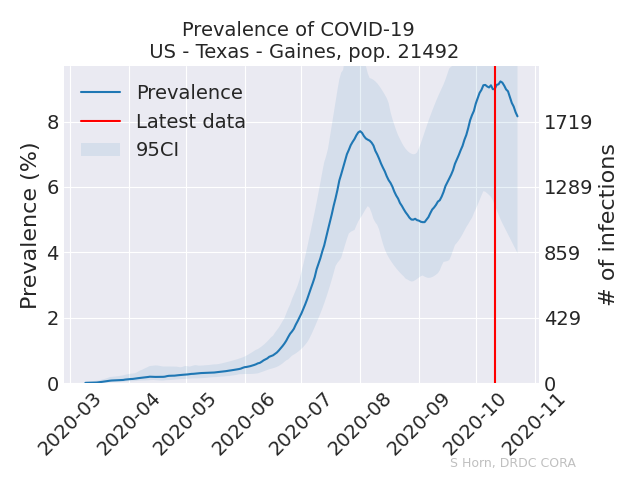 Prevalence of COVID-19
US - Texas - Gaines, pop. 21492
Prevalence
Latest data
95CI
Prevalence (%)
8
6
4
2
0
1719
1289
859
429
0
# of infections
2020-03
2020-04
2020-05
2020-06
2020-07
2020-08
2020-09
2020-10
2020-11
S Horn, DRDC CORA